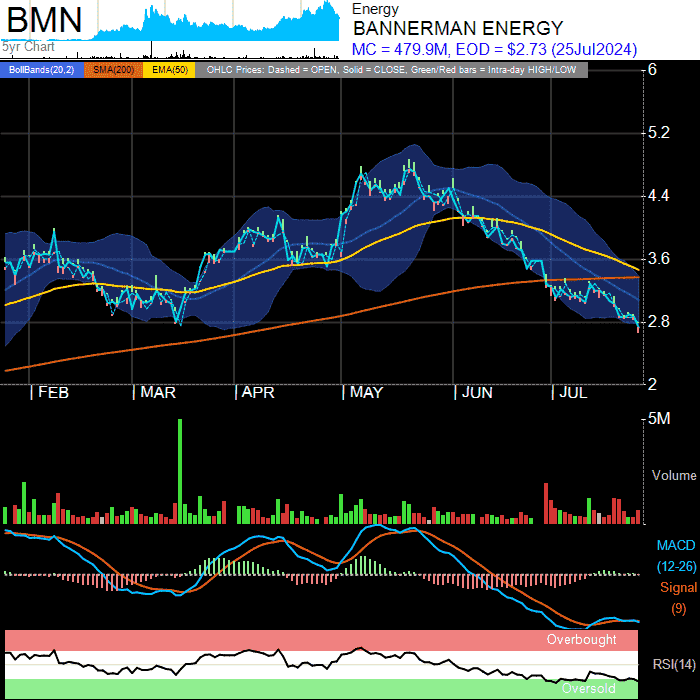 BMN
5yr Chart
Energy
BANNERMAN ENERGY
MC = 479.9M, EOD = $2.73 (25Jul2024)
BollBands(20,2) SMA(200) EMA(50) OHLC Prices: Dashed = OPEN, Solid = CLOSE, Green/Red bars = Intra-day HIGH/LOW
6
5.2
4.4
3.6
2.8
2
FEB MAR APR MAY JUN JUL
5M
Volume
MACD
(12-26)
Signal
(9)
Overbought
RSI(14)
Oversold